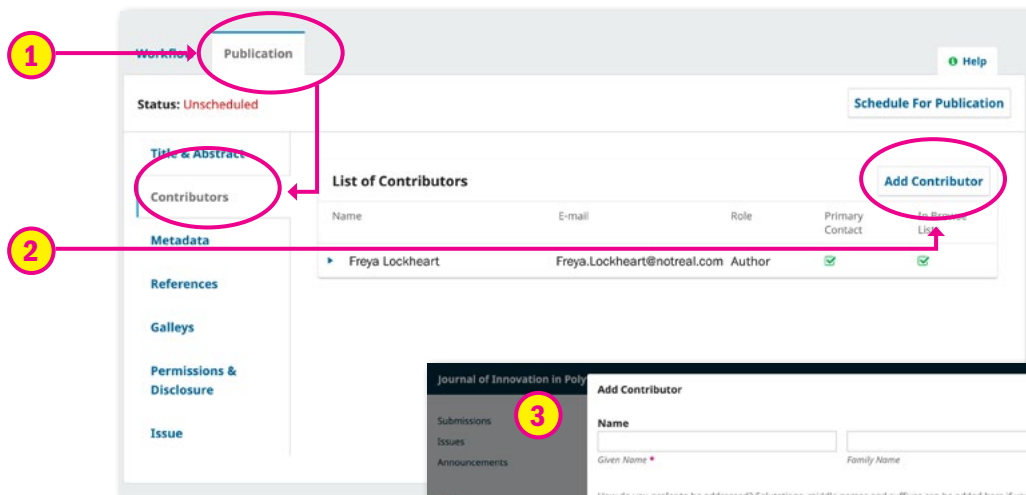 1
Workflow
Publication
Help
Status: Unscheduled
Schedule For Publication
Title & Abstract
Contributors
Metadata
References
Galleys
Permissions &
Disclosure
Issue
2
List of Contributors
Add Contributor
Name E-mail Role Primary Contact In Browse Lists
Freya Lockheart Freya.Lockheart@notreal.com Author
3
Journal of Innovation in Poly
Submissions
Issues
Announcements
Add Contributor
Name
Given Name * Family Name